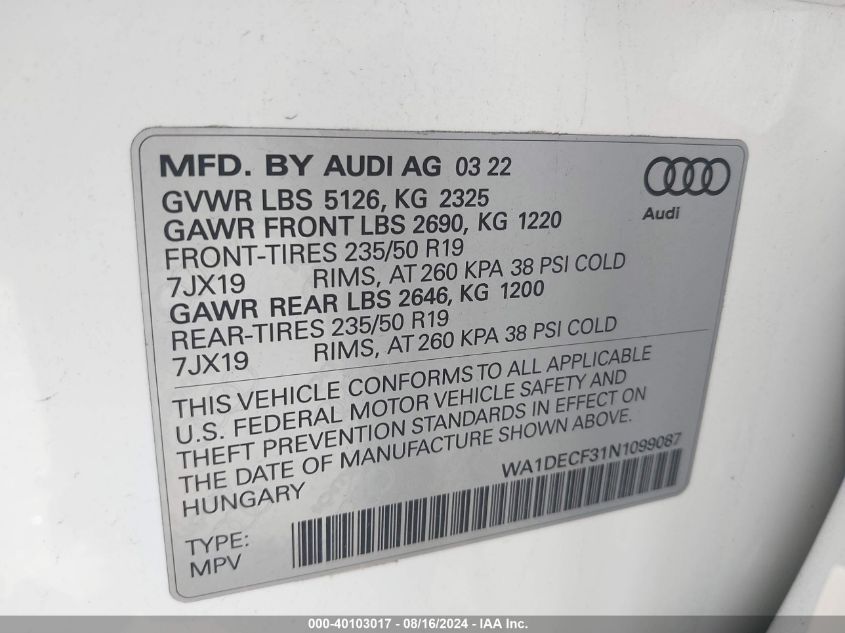 MFD. BY AUDI AG 03 22
Audi
GVWR LBS 5126, KG 2325
GAWR FRONT LBS 2690, KG 1220
FRONT-TIRES 235/50 R19
7JX19 RIMS, AT 260 KPA 38 PSI COLD
GAWR REAR LBS 2646, KG 1200
REAR-TIRES 235/50 R19
7JX19 RIMS, AT 260 KPA 38 PSI COLD
THIS VEHICLE CONFORMS TO ALL APPLICABLE
U.S. FEDERAL MOTOR VEHICLE SAFETY AND
THEFT PREVENTION STANDARDS IN EFFECT ON
THE DATE OF MANUFACTURE SHOWN ABOVE.
HUNGARY WA1DECF31N1099087
TYPE:
MPV
000-40103017 - 08/16/2024 - IAA Inc.